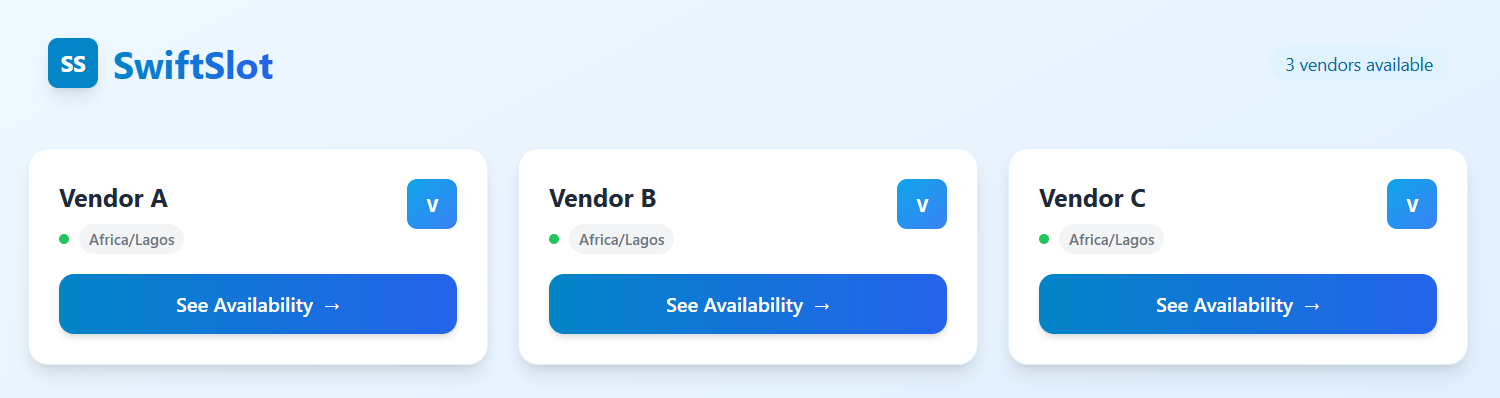 SS SwiftSlot
3 vendors available
Vendor A
V
Africa/Lagos
See Availability →
Vendor B
V
Africa/Lagos
See Availability →
Vendor C
V
Africa/Lagos
See Availability →